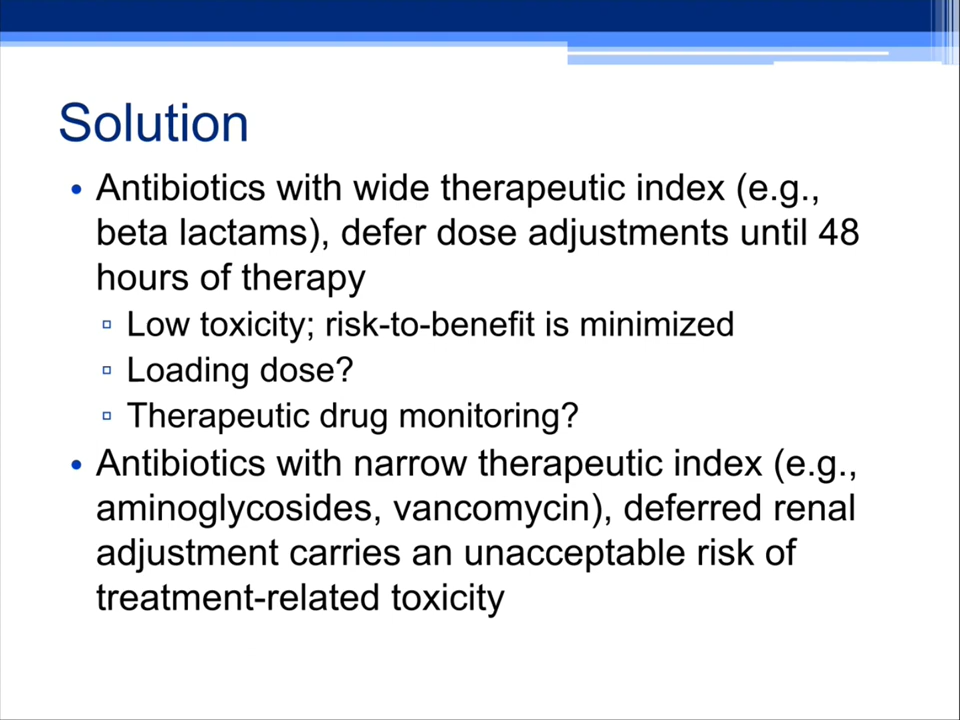 Solution
• Antibiotics with wide therapeutic index (e.g.,
beta lactams), defer dose adjustments until 48
hours of therapy
▫ Low toxicity; risk-to-benefit is minimized
▫ Loading dose?
▫ Therapeutic drug monitoring?
• Antibiotics with narrow therapeutic index (e.g.,
aminoglycosides, vancomycin), deferred renal
adjustment carries an unacceptable risk of
treatment-related toxicity